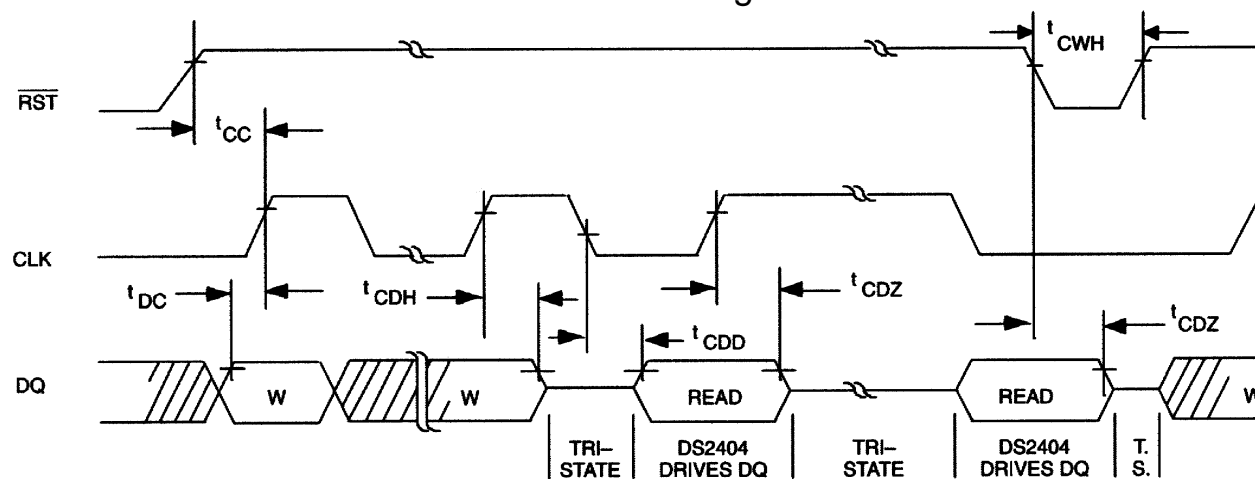 t CWH
RST
t CC
CLK
t DC
t CDH
t CDZ
t CDD
t CDZ
DQ
W
W
READ
READ
W
TRI–
STATE
DS2404
DRIVES DQ
TRI–
STATE
DS2404
DRIVES DQ
T.
S.